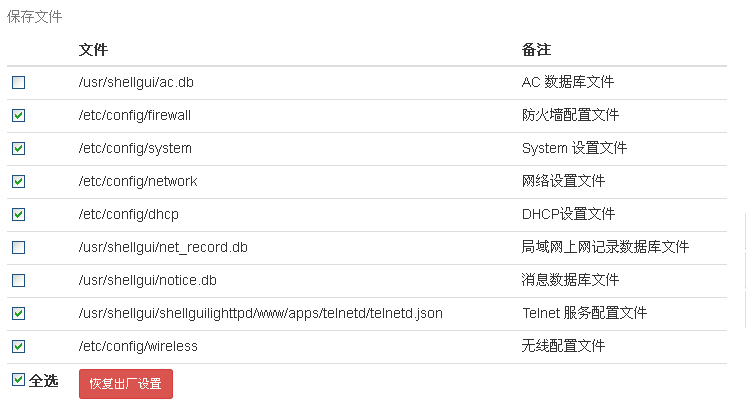 保存文件
文件 备注
/usr/shellgui/ac.db AC 数据库文件
/etc/config/firewall 防火墙配置文件
/etc/config/system System 设置文件
/etc/config/network 网络设置文件
/etc/config/dhcp DHCP设置文件
/usr/shellgui/net_record.db 局域网上网记录数据库文件
/usr/shellgui/notice.db 消息数据库文件
/usr/shellgui/shellguilighttpd/www/apps/telnetd/telnetd.json Telnet 服务配置文件
/etc/config/wireless 无线配置文件
全选 恢复出厂设置